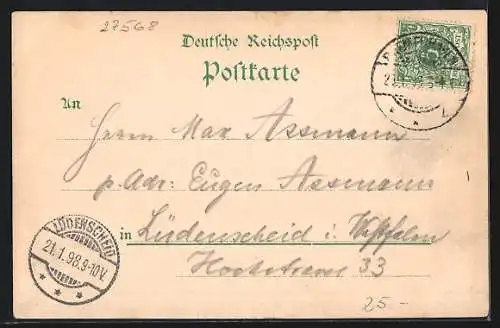 27568
Deutsche Reichspost
Postkarte
An
Herrn Max Assmann
p. Adr: Eugen Assmann
in Lüdenscheid i. Westfalen
Hochstrasse 33
LÜDENSCHEID
21.1.98.9-10V
25-